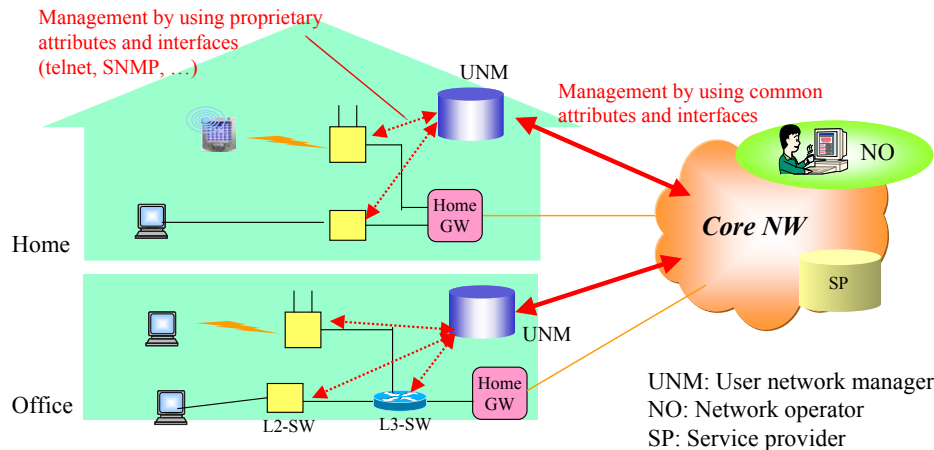 Management by using proprietary
attributes and interfaces
(telnet, SNMP, …)
UNM
Management by using common
attributes and interfaces
NO
Home
GW
Core NW
Home
SP
UNM
Home
GW
Office
L2-SW
L3-SW
UNM: User network manager
NO: Network operator
SP: Service provider